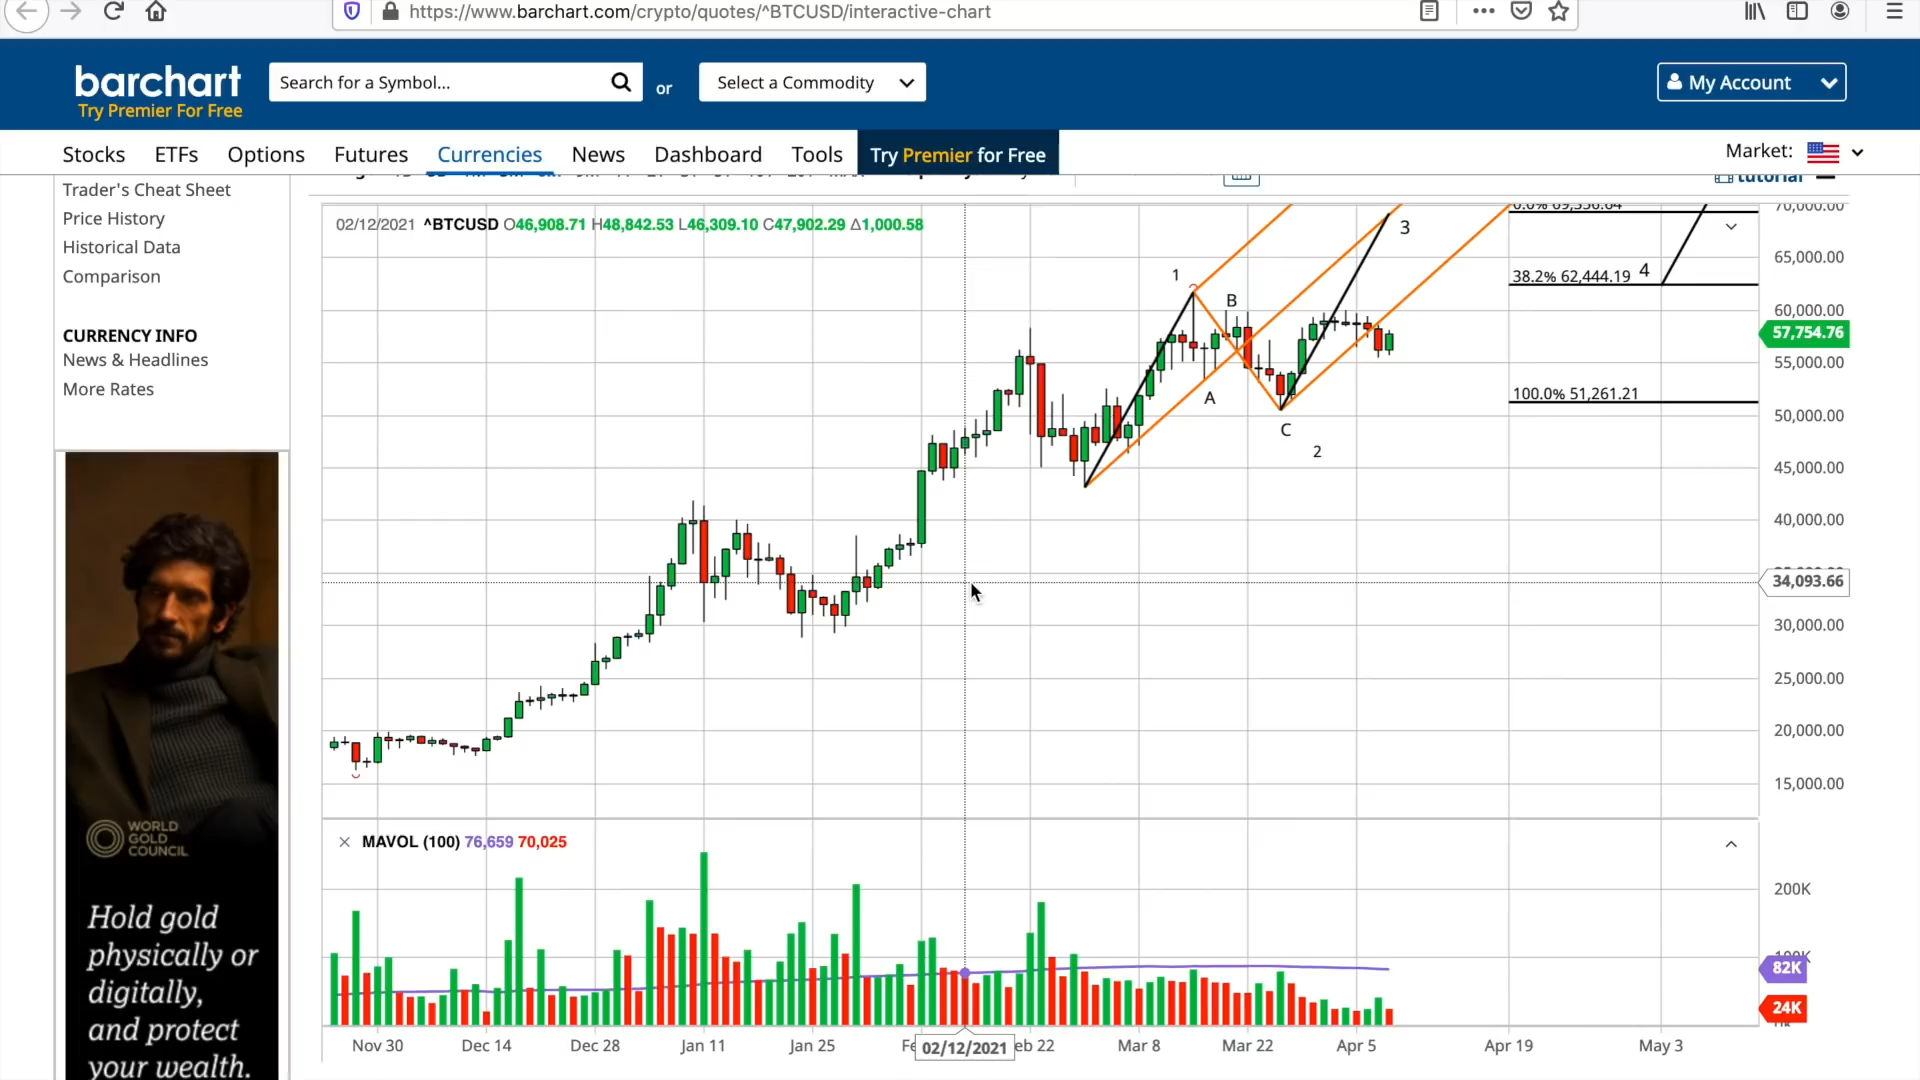 https://www.barchart.com/crypto/quotes/^BTCUSD/interactive-chart
barchart
Try Premier For Free
Search for a Symbol...
or
Select a Commodity
My Account
Stocks
ETFs
Options
Futures
Currencies
News
Dashboard
Tools
Try Premier for Free
Market:
tutorial
Trader's Cheat Sheet
Price History
Historical Data
Comparison
CURRENCY INFO
News & Headlines
More Rates
WORLD
GOLD
COUNCIL
Hold gold
physically or
digitally,
and protect
your wealth.
02/12/2021 ^BTCUSD O46,908.71 H48,842.53 L46,309.10 C47,902.29 Δ1,000.58
1
B
A
C
2
3
4
38.2% 62,444.19
100.0% 51,261.21
70,000.00
65,000.00
60,000.00
57,754.76
55,000.00
50,000.00
45,000.00
40,000.00
34,093.66
30,000.00
25,000.00
20,000.00
15,000.00
MAVOL (100) 76,659 70,025
200K
100K
82K
24K
Nov 30
Dec 14
Dec 28
Jan 11
Jan 25
02/12/2021
eb 22
Mar 8
Mar 22
Apr 5
Apr 19
May 3